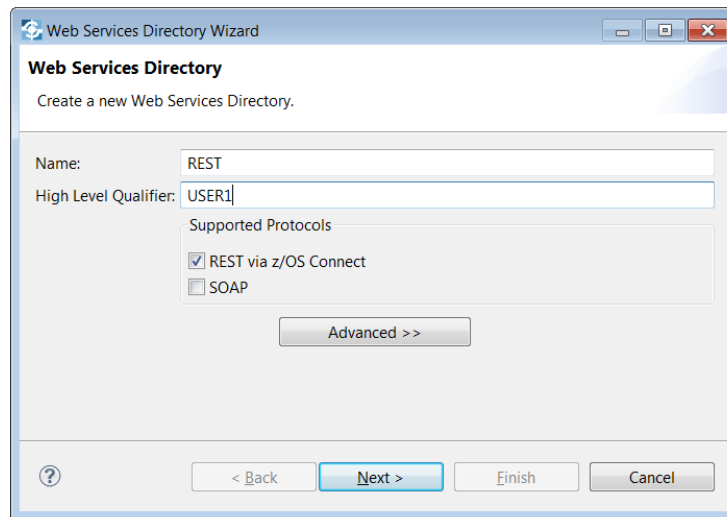 Web Services Directory Wizard
Web Services Directory
Create a new Web Services Directory.
Name: REST
High Level Qualifier: USER1
Supported Protocols
REST via z/OS Connect
SOAP
Advanced >>
? < Back Next > Finish Cancel